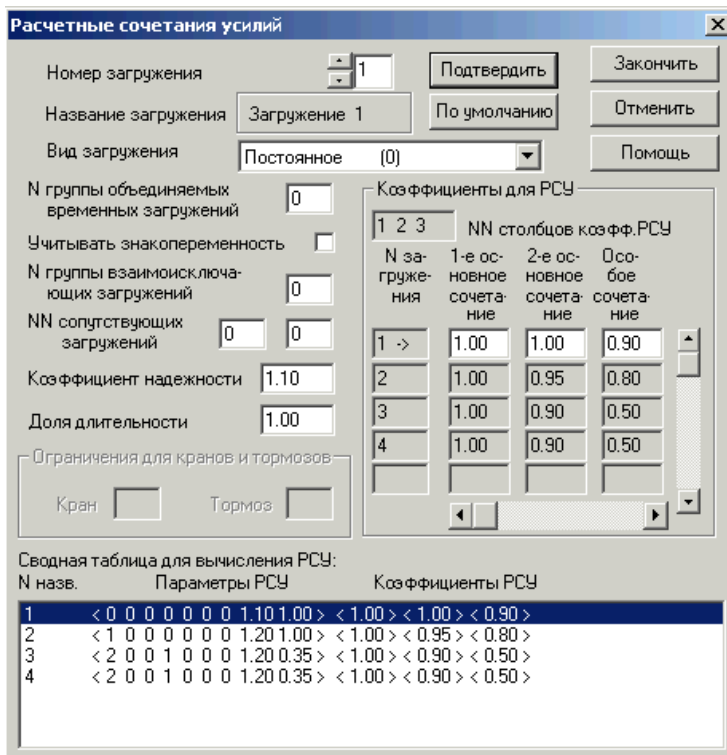 Расчетные сочетания усилий
Номер загружения 1 Подтвердить Закончить
Название загружения Загружение 1 По умолчанию Отменить
Вид загружения Постоянное (0) Помощь
N группы объединяемых
временных загружений 0
Учитывать знакопеременность
N группы взаимоисключа-
ющих загружений 0
NN сопутствующих
загружений 0 0
Коэффициент надежности 1.10
Доля длительности 1.00
Ограничения для кранов и тормозов
Кран Тормоз
Коэффициенты для РСУ
1 2 3 NN столбцов коэфф.РСУ
N за- 1-е ос- 2-е ос- Осо-
груже- новное новное бое
ния сочета- сочета- сочета-
ние ние ние
1 -> 1.00 1.00 0.90
2 1.00 0.95 0.80
3 1.00 0.90 0.50
4 1.00 0.90 0.50
Сводная таблица для вычисления РСУ:
N назв. Параметры РСУ Коэффициенты РСУ
1 < 0 0 0 0 0 0 0 1.10 1.00 > < 1.00 > < 1.00 > < 0.90 >
2 < 1 0 0 0 0 0 0 1.20 1.00 > < 1.00 > < 0.95 > < 0.80 >
3 < 2 0 0 1 0 0 0 1.20 0.35 > < 1.00 > < 0.90 > < 0.50 >
4 < 2 0 0 1 0 0 0 1.20 0.35 > < 1.00 > < 0.90 > < 0.50 >